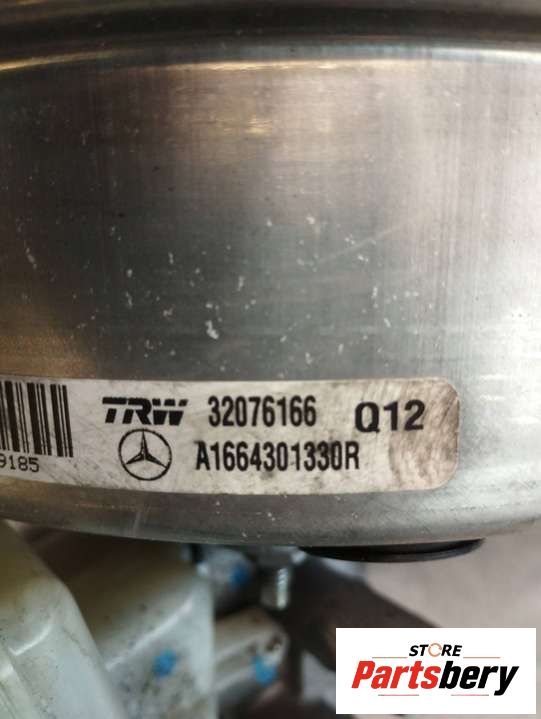 TRW 32076166 Q12
A1664301330R
9185
STORE
Partsbery